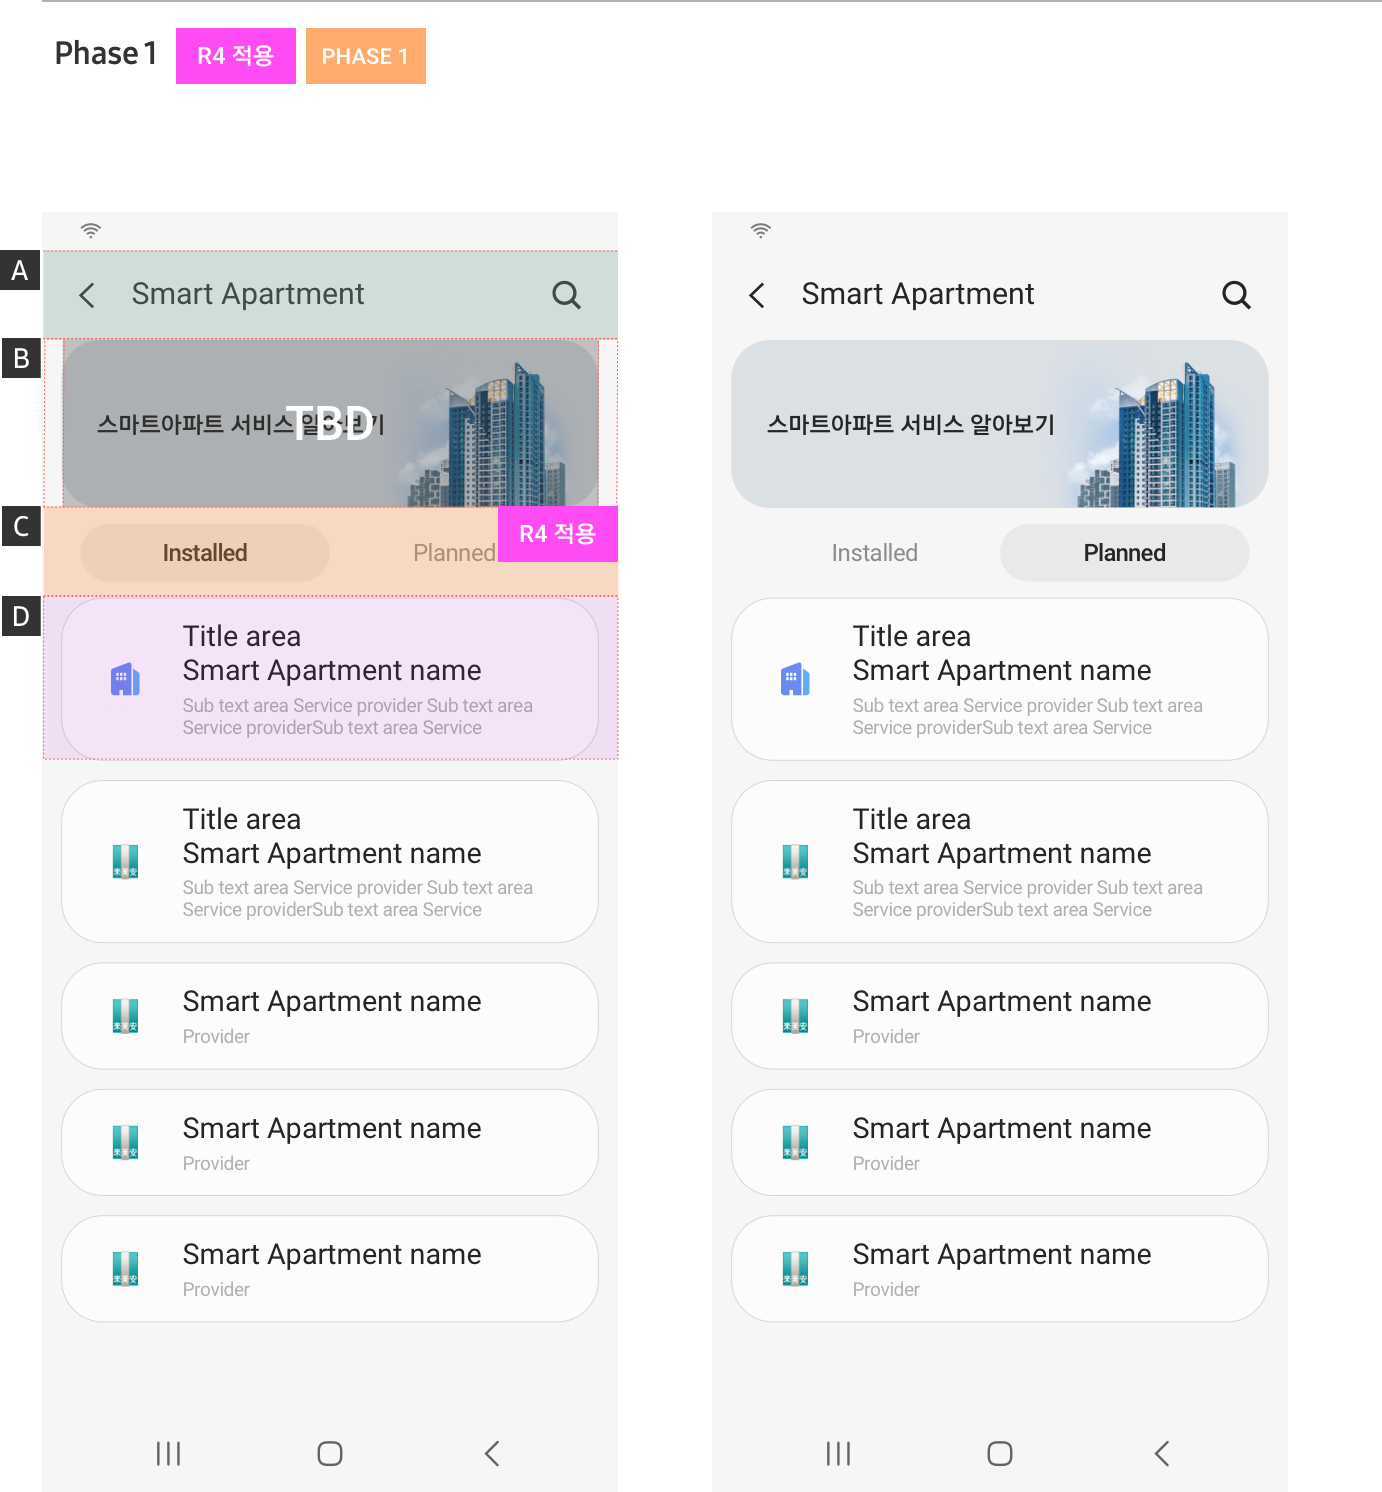 Phase 1
R4 적용
PHASE 1
A
Smart Apartment
B
스마트아파트 서비스 알아보기
TBD
C
Installed
Planned
R4 적용
D
Title area
Smart Apartment name
Sub text area Service provider Sub text area
Service providerSub text area Service
Title area
Smart Apartment name
Sub text area Service provider Sub text area
Service providerSub text area Service
Smart Apartment name
Provider
Smart Apartment name
Provider
Smart Apartment name
Provider
Smart Apartment
스마트아파트 서비스 알아보기
Installed
Planned
Title area
Smart Apartment name
Sub text area Service provider Sub text area
Service providerSub text area Service
Title area
Smart Apartment name
Sub text area Service provider Sub text area
Service providerSub text area Service
Smart Apartment name
Provider
Smart Apartment name
Provider
Smart Apartment name
Provider